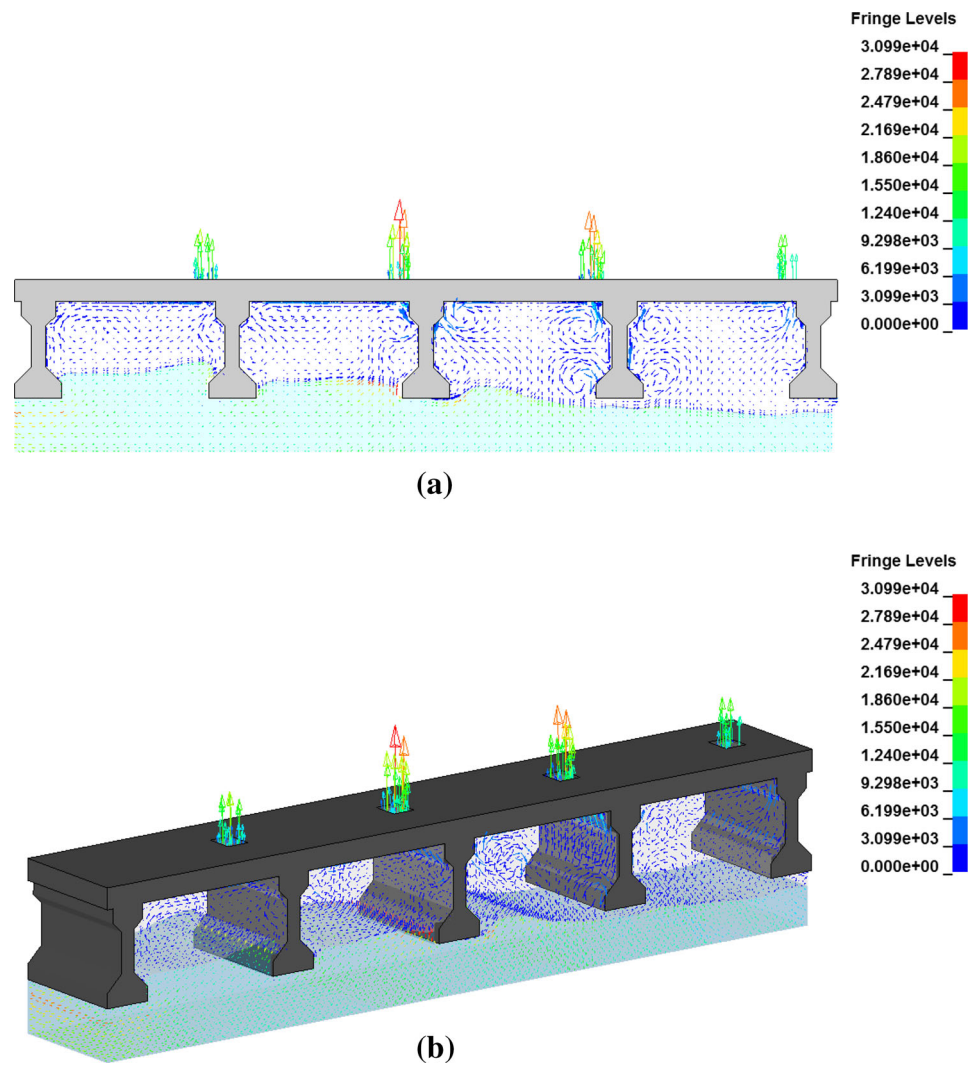 Fringe Levels
3.099e+04
2.789e+04
2.479e+04
2.169e+04
1.860e+04
1.550e+04
1.240e+04
9.298e+03
6.199e+03
3.099e+03
0.000e+00
(a)
Fringe Levels
3.099e+04
2.789e+04
2.479e+04
2.169e+04
1.860e+04
1.550e+04
1.240e+04
9.298e+03
6.199e+03
3.099e+03
0.000e+00
(b)